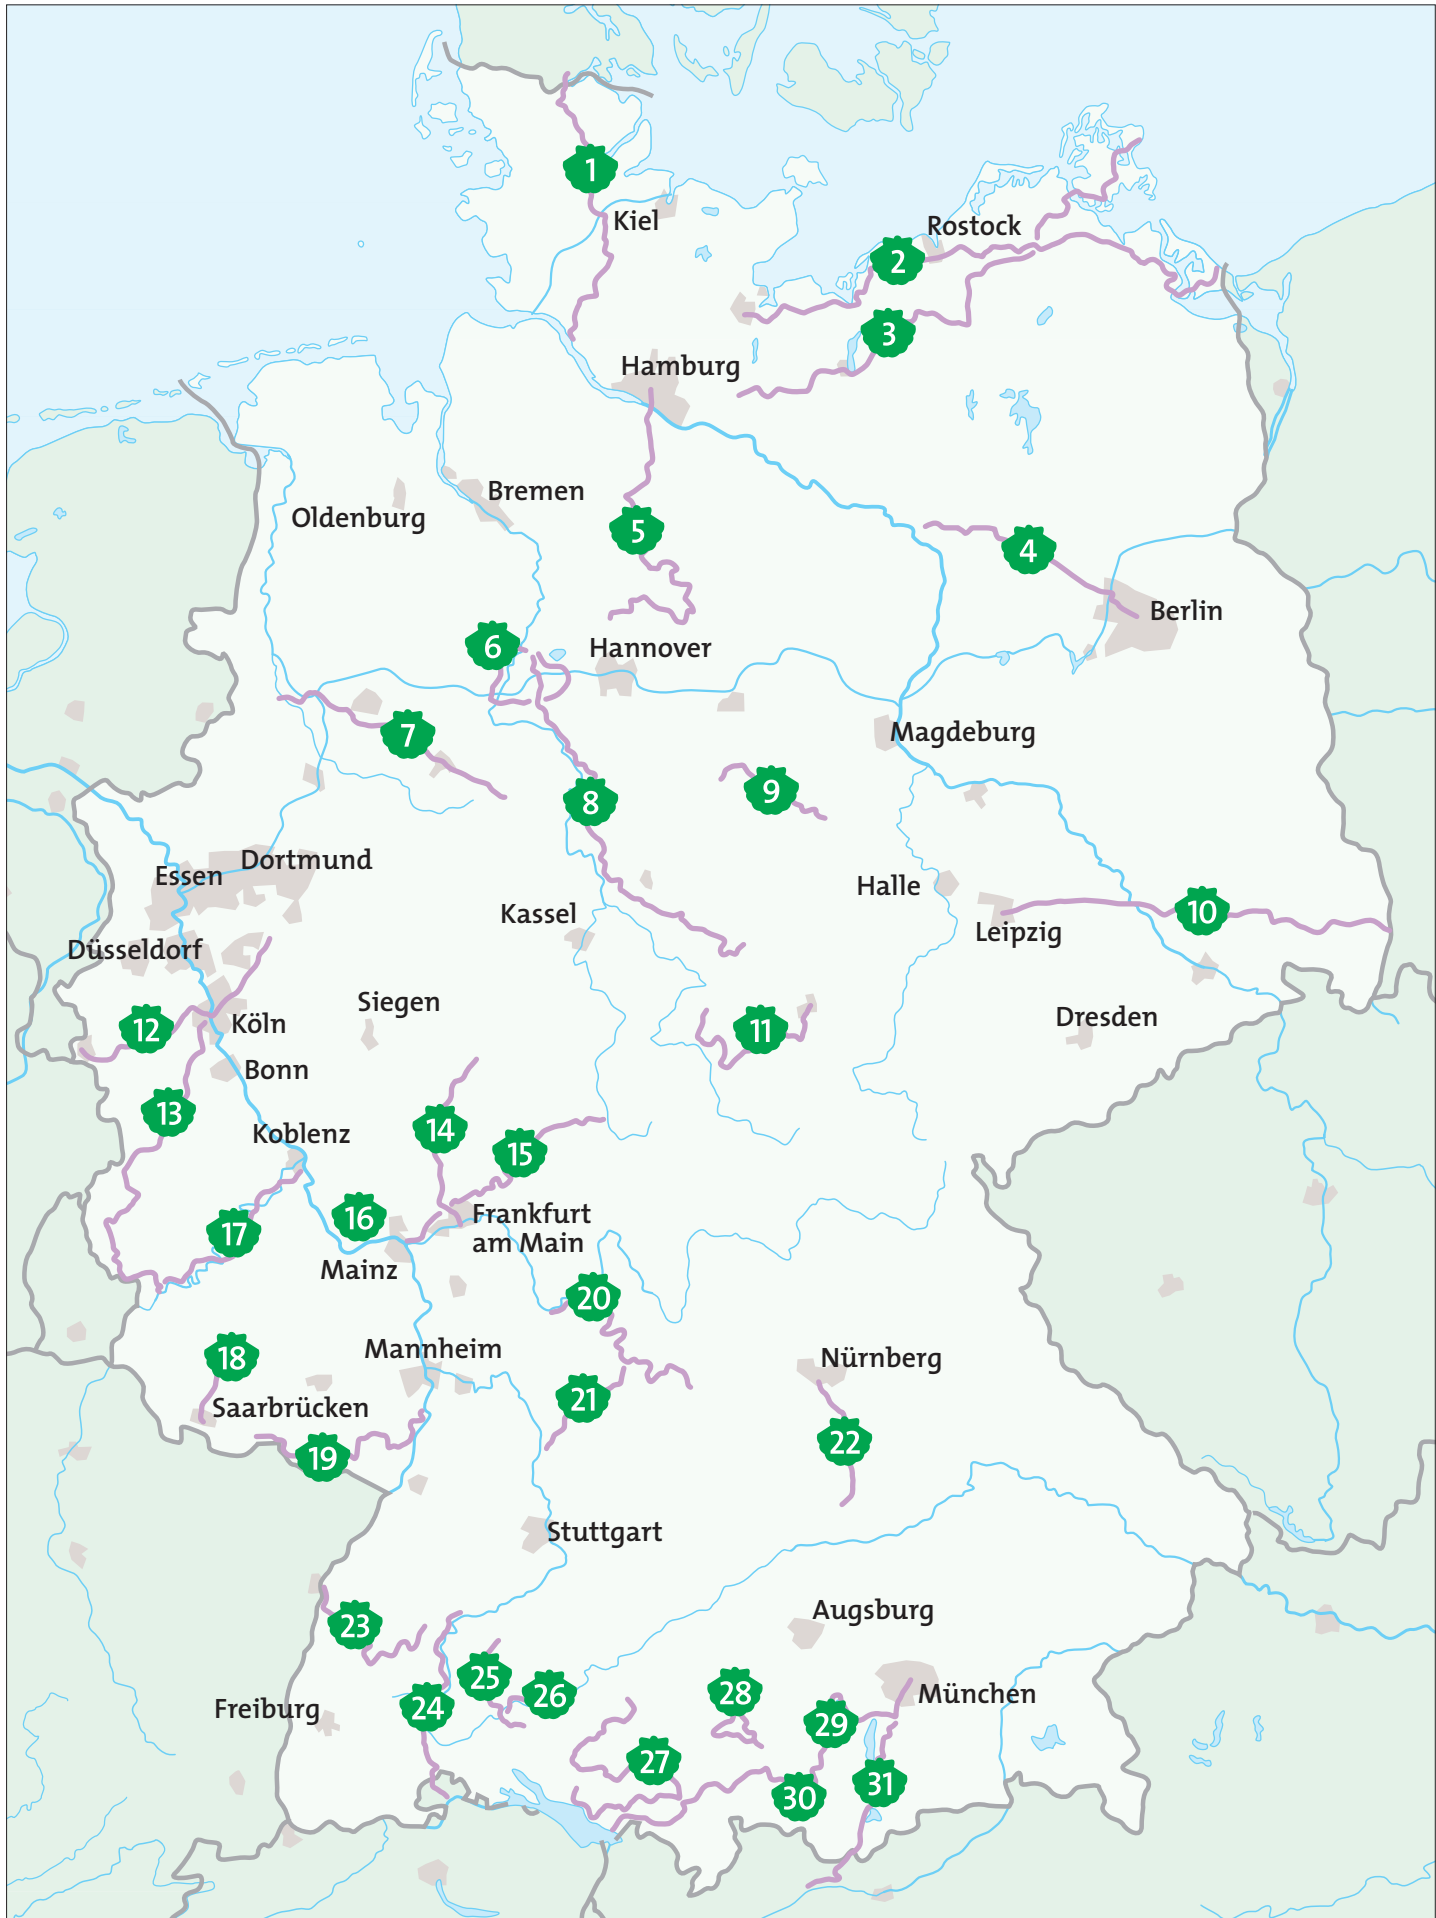 1
Kiel
Rostock
2
3
Hamburg
Bremen
Oldenburg
5
4
Berlin
6
Hannover
7
Magdeburg
8
9
Dortmund
Essen
Halle
Kassel
10
Leipzig
Düsseldorf
Siegen
12
Köln
11
Dresden
Bonn
13
Koblenz
14
15
16
Frankfurt
am Main
17
Mainz
20
18
Mannheim
Nürnberg
21
Saarbrücken
19
22
Stuttgart
23
Augsburg
25
26
28
München
24
Freiburg
29
27
31
30